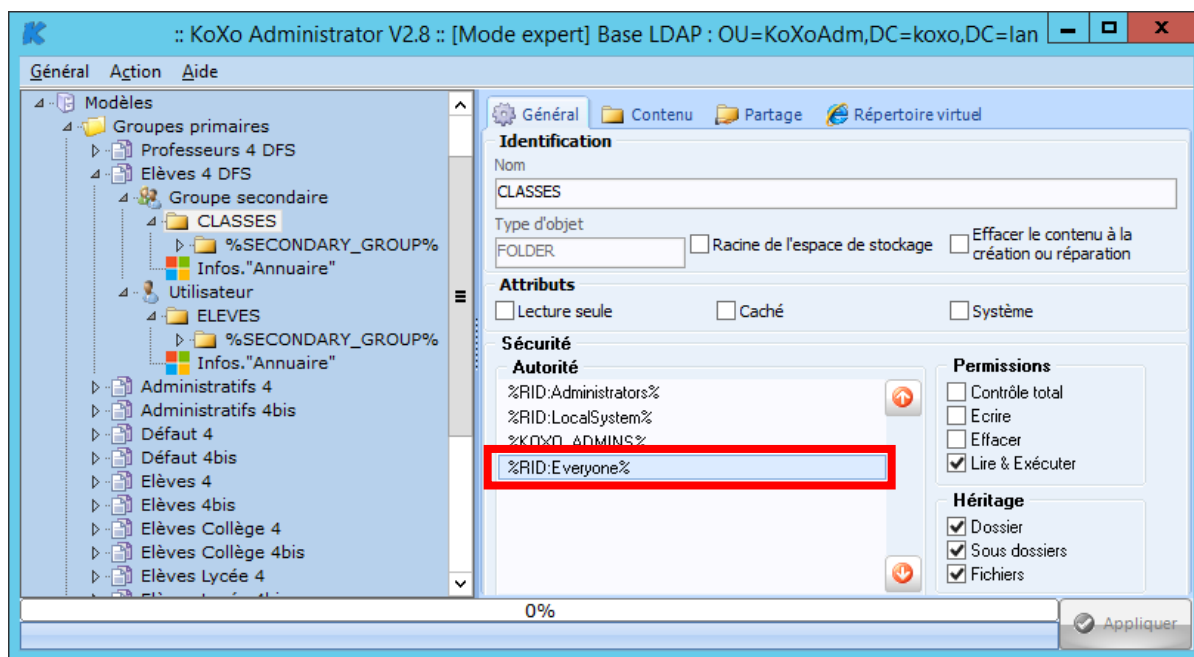 :: KoXo Administrator V2.8 :: [Mode expert] Base LDAP : OU=KoXoAdm,DC=koxo,DC=lan
Général Action Aide
Modèles
Groupes primaires
Professeurs 4 DFS
Elèves 4 DFS
Groupe secondaire
CLASSES
%SECONDARY_GROUP%
Infos."Annuaire"
Utilisateur
ELEVES
%SECONDARY_GROUP%
Infos."Annuaire"
Administratifs 4
Administratifs 4bis
Défaut 4
Défaut 4bis
Elèves 4
Elèves 4bis
Elèves Collège 4
Elèves Collège 4bis
Elèves Lycée 4
Général Contenu Partage Répertoire virtuel
Identification
Nom
CLASSES
Type d'objet
FOLDER
Racine de l'espace de stockage
Effacer le contenu à la
création ou réparation
Attributs
Lecture seule Caché Système
Sécurité
Autorité
%RID:Administrators%
%RID:LocalSystem%
%KOXO_ADMINS%
%RID:Everyone%
Permissions
Contrôle total
Ecrire
Effacer
Lire & Exécuter
Héritage
Dossier
Sous dossiers
Fichiers
0%
Appliquer